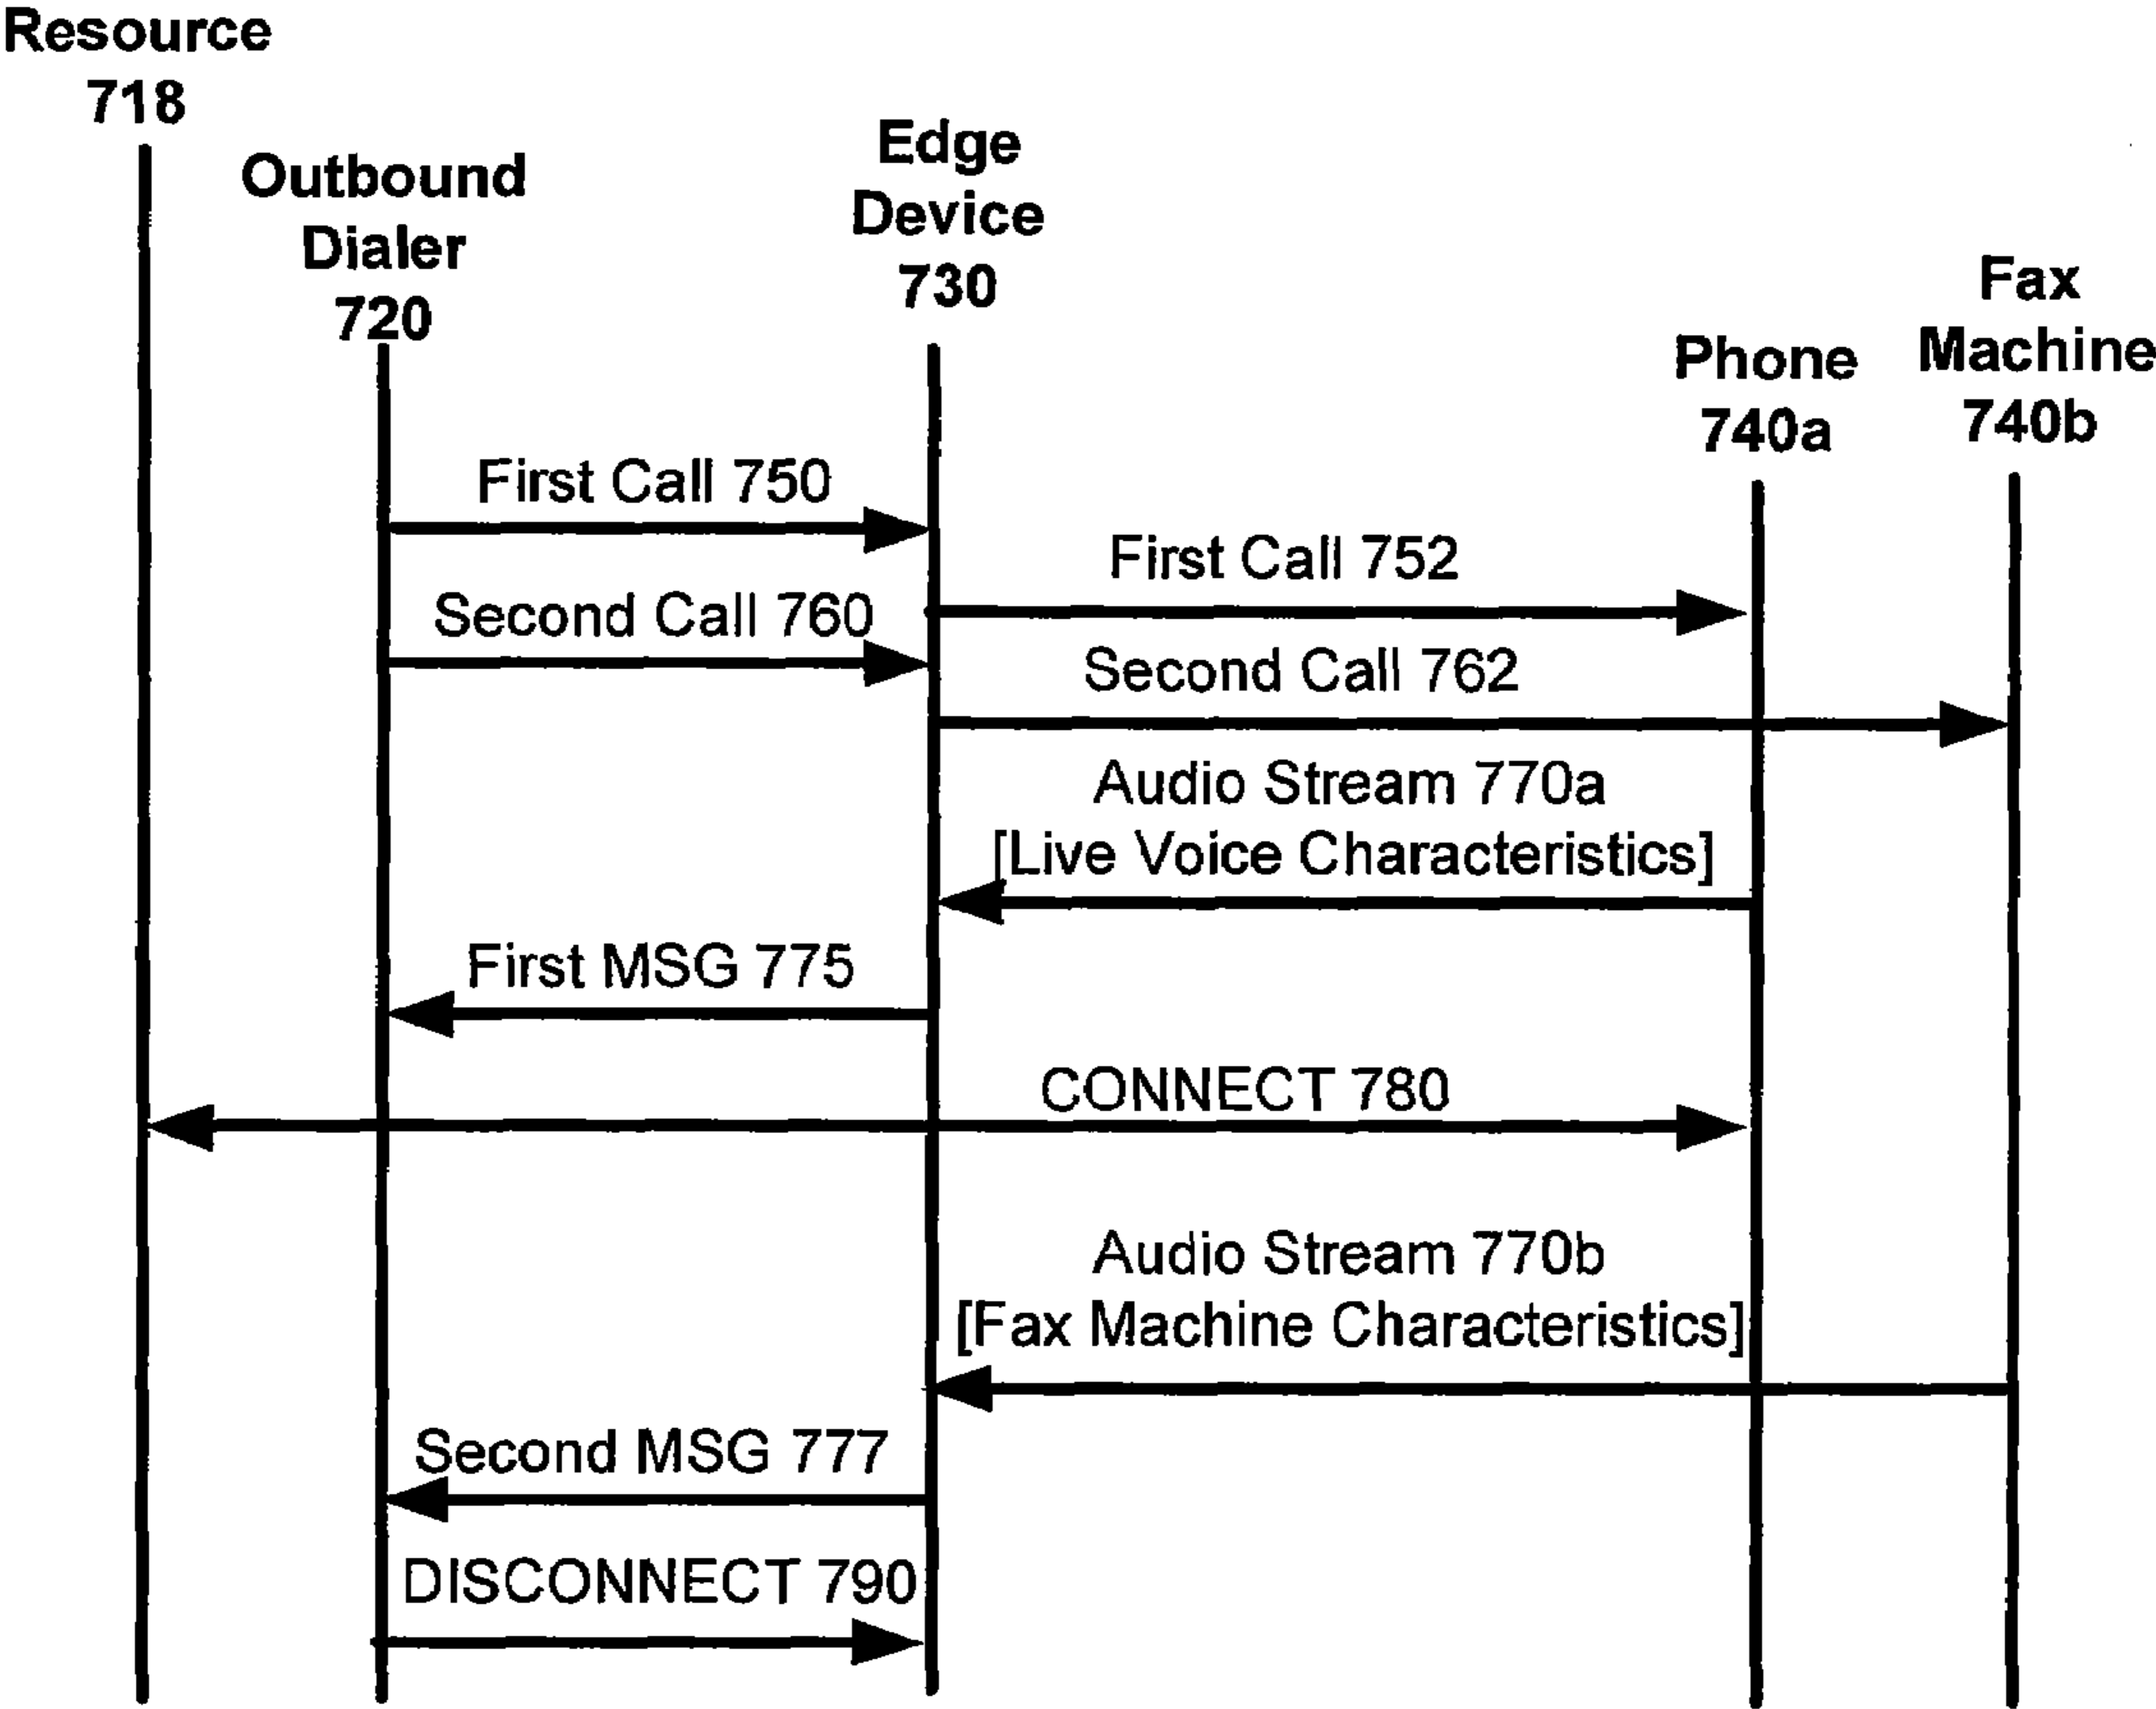 Resource
718
Outbound
Dialer
720
Edge
Device
730
Phone
740a
Fax
Machine
740b
First Call 750
First Call 752
Second Call 760
Second Call 762
Audio Stream 770a
[Live Voice Characteristics]
First MSG 775
CONNECT 780
Audio Stream 770b
[Fax Machine Characteristics]
Second MSG 777
DISCONNECT 790